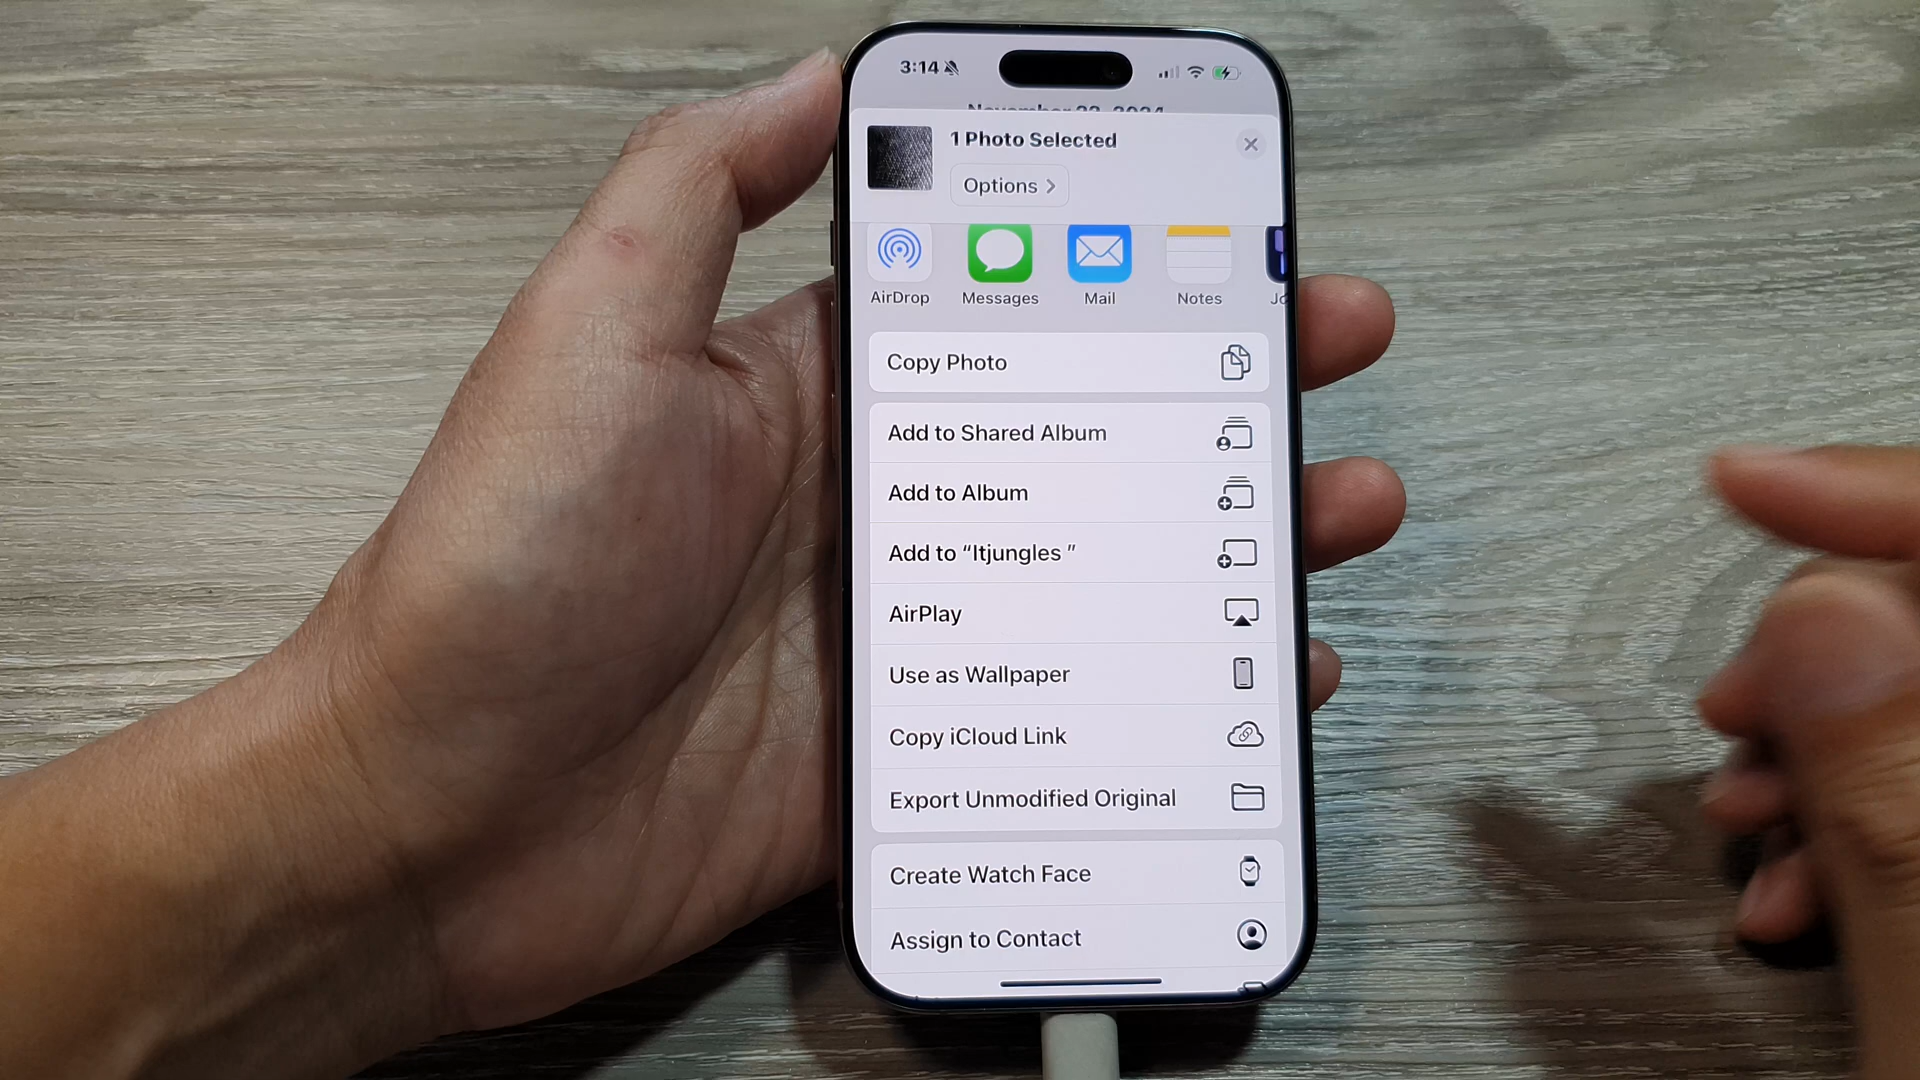 3:14
November 22, 2024
1 Photo Selected
Options
AirDrop
Messages
Mail
Notes
Jo
Copy Photo
Add to Shared Album
Add to Album
Add to “Itjungles ”
AirPlay
Use as Wallpaper
Copy iCloud Link
Export Unmodified Original
Create Watch Face
Assign to Contact